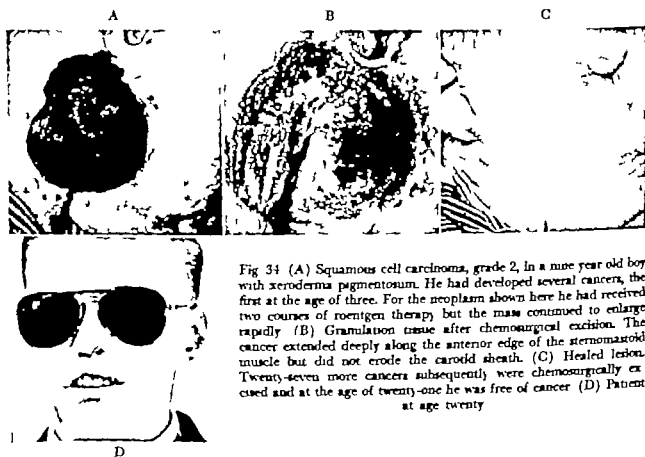 A B C
Fig 34 (A) Squamous cell carcinoma, grade 2, in a nine year old boy
with xeroderma pigmentosum. He had developed several cancers, the
first at the age of three. For the neoplasm shown here he had received
two courses of roentgen therapy but the mass continued to enlarge
rapidly (B) Granulation tissue after chemosurgical excision. The
cancer extended deeply along the anterior edge of the sternomastoid
muscle but did not erode the carotid sheath. (C) Healed lesion.
Twenty-seven more cancers subsequently were chemosurgically ex
cised and at the age of twenty-one he was free of cancer (D) Patient
at age twenty
D